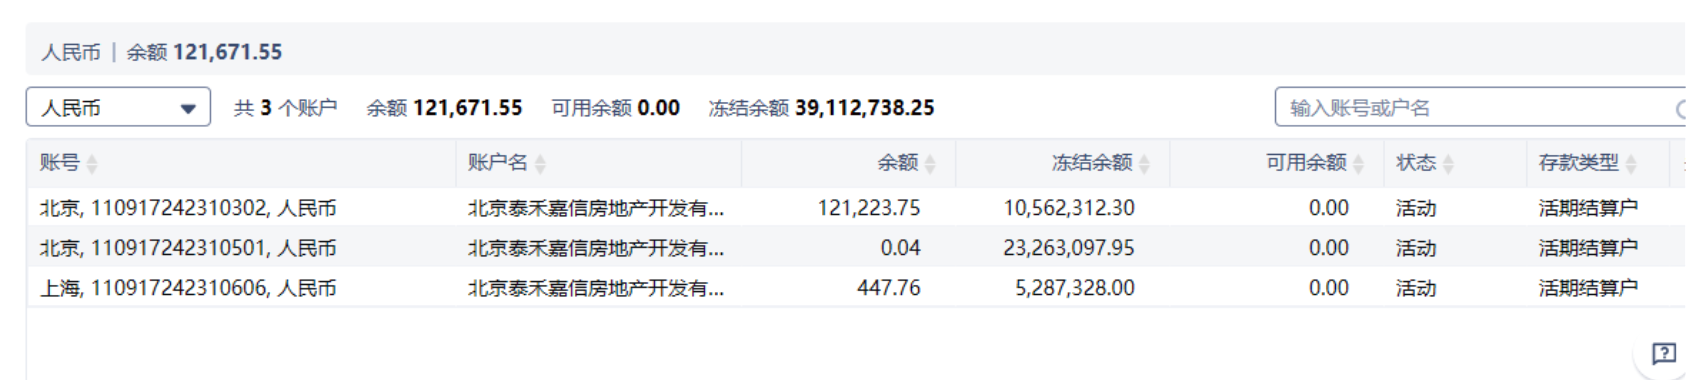 人民币 | 余额 121,671.55
人民币 共 3 个账户 余额 121,671.55 可用余额 0.00 冻结余额 39,112,738.25 输入账号或户名
账号 账户名 余额 冻结余额 可用余额 状态 存款类型
北京, 110917242310302, 人民币 北京泰禾嘉信房地产开发有... 121,223.75 10,562,312.30 0.00 活动 活期结算户
北京, 110917242310501, 人民币 北京泰禾嘉信房地产开发有... 0.04 23,263,097.95 0.00 活动 活期结算户
上海, 110917242310606, 人民币 北京泰禾嘉信房地产开发有... 447.76 5,287,328.00 0.00 活动 活期结算户